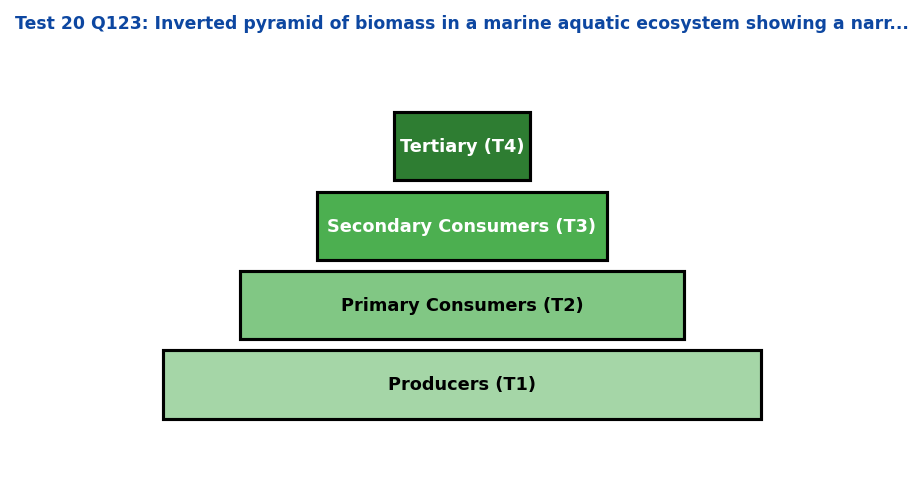 Test 20 Q123: Inverted pyramid of biomass in a marine aquatic ecosystem showing a narr...
Tertiary (T4)
Secondary Consumers (T3)
Primary Consumers (T2)
Producers (T1)